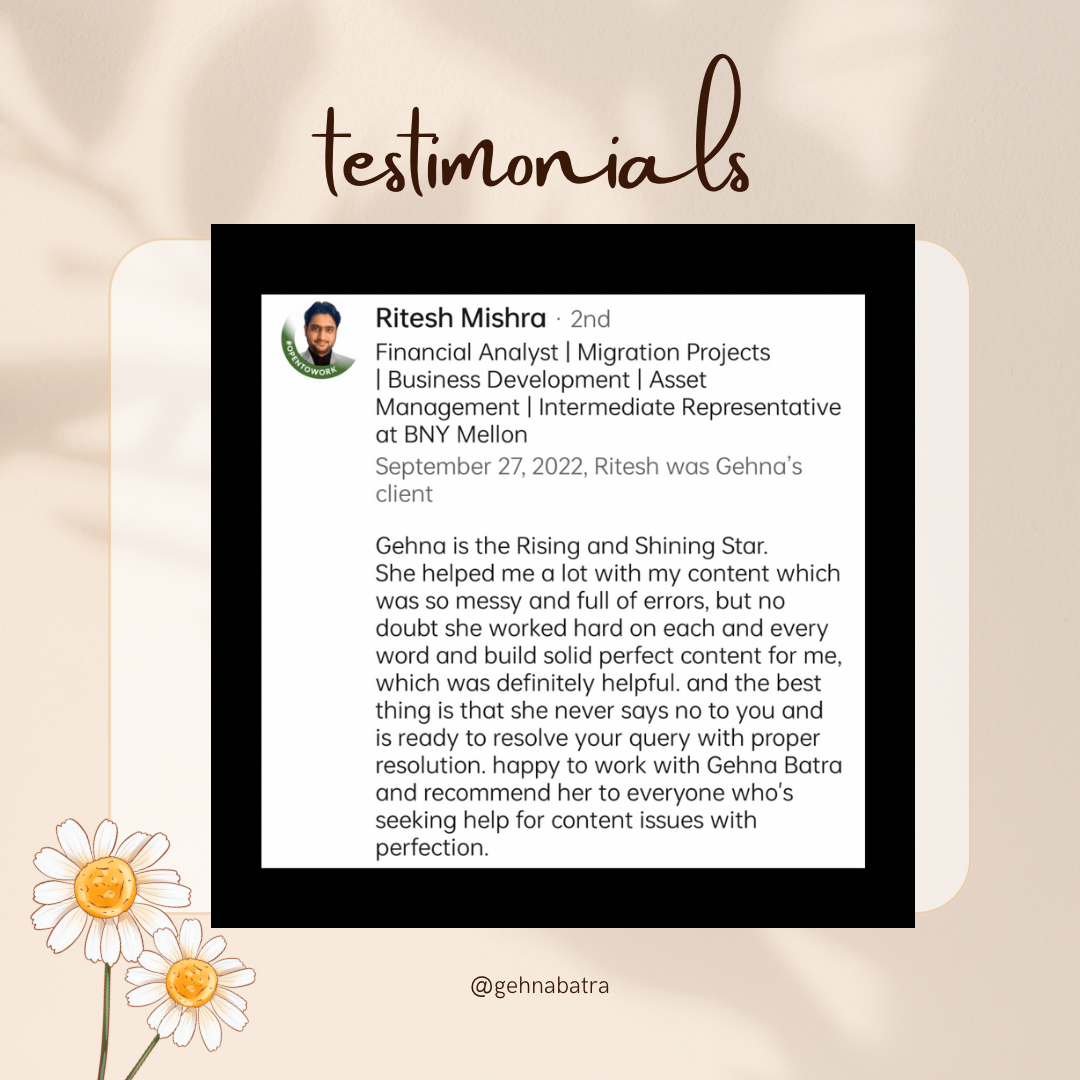 testimonials
Ritesh Mishra · 2nd
#OPENTOWORK
Financial Analyst | Migration Projects
| Business Development | Asset
Management | Intermediate Representative
at BNY Mellon
September 27, 2022, Ritesh was Gehna’s
client
Gehna is the Rising and Shining Star.
She helped me a lot with my content which
was so messy and full of errors, but no
doubt she worked hard on each and every
word and build solid perfect content for me,
which was definitely helpful. and the best
thing is that she never says no to you and
is ready to resolve your query with proper
resolution. happy to work with Gehna Batra
and recommend her to everyone who's
seeking help for content issues with
perfection.
@gehnabatra